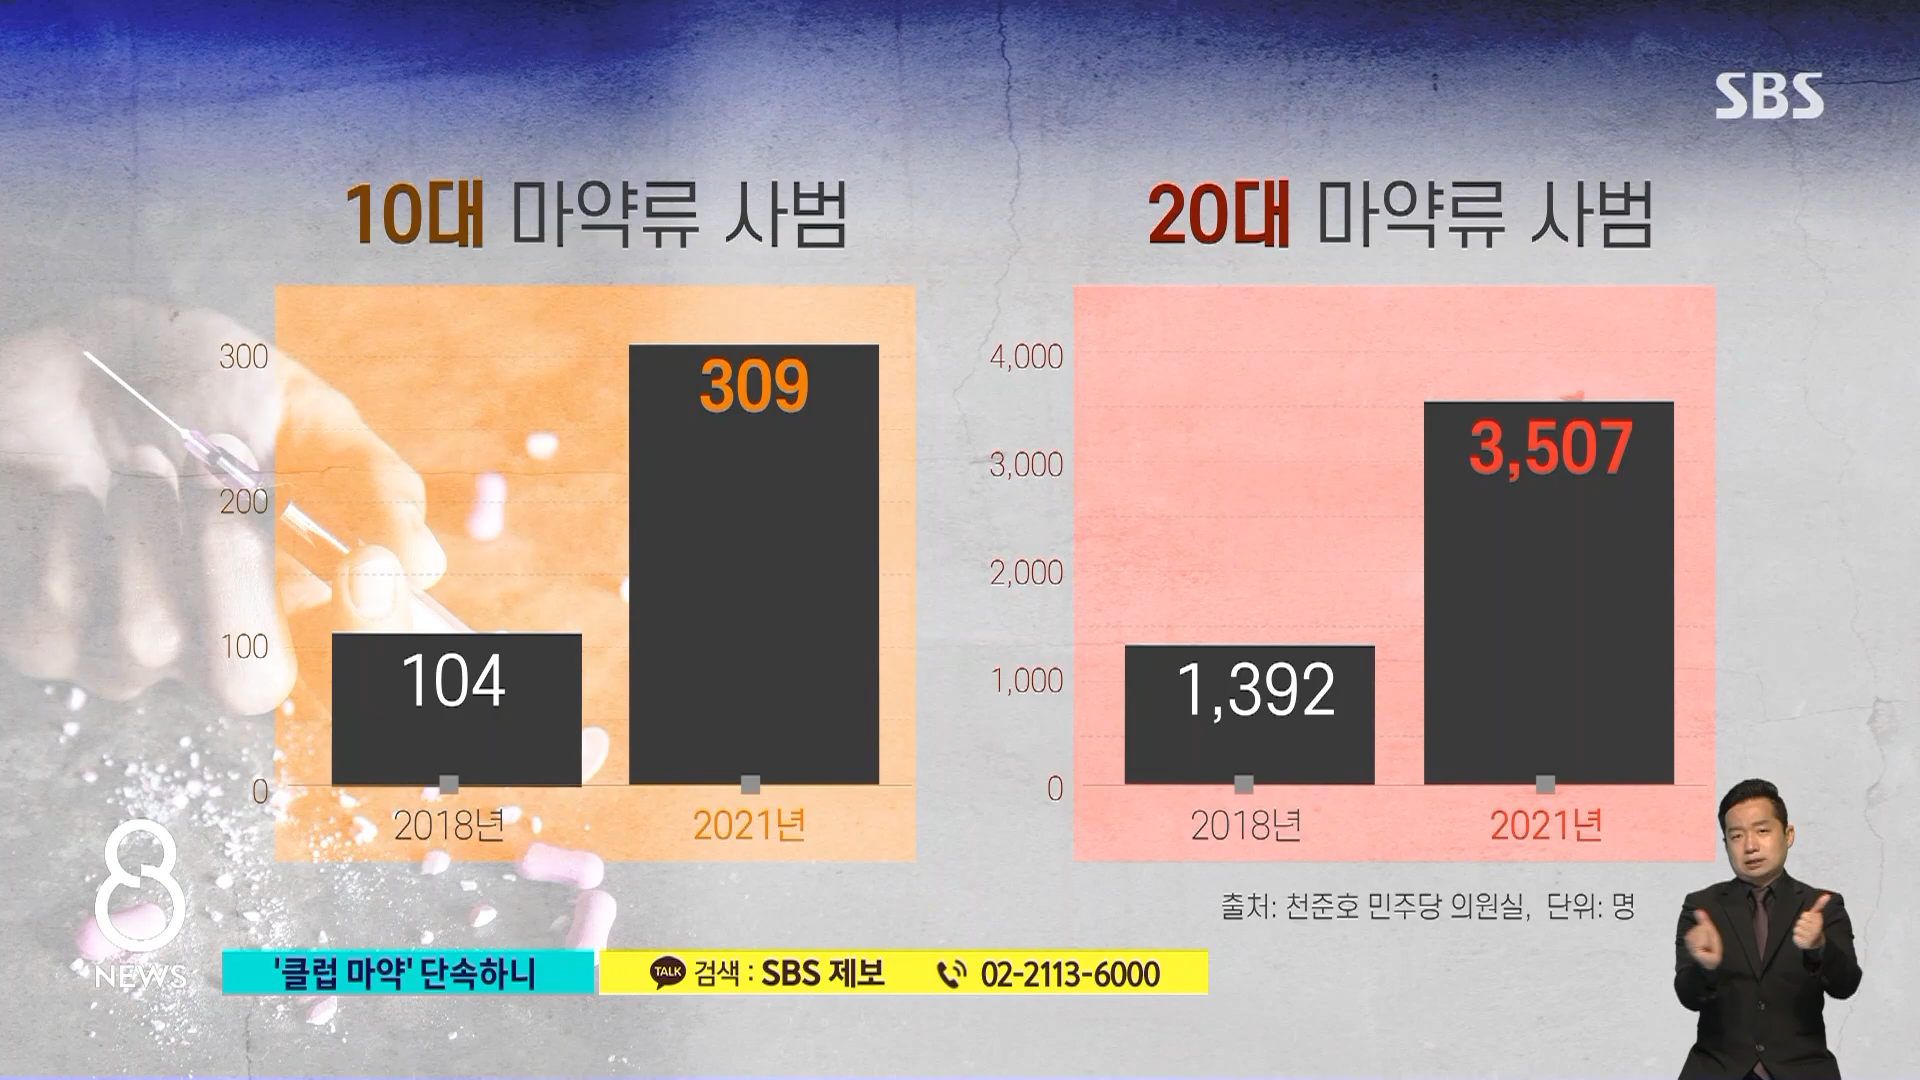 SBS
10대 마약류 사범
300
200
100
0
104
309
2018년
2021년
20대 마약류 사범
4,000
3,000
2,000
1,000
0
1,392
3,507
2018년
2021년
출처: 천준호 민주당 의원실, 단위: 명
8
NEWS
'클럽 마약' 단속하니
TALK 검색 : SBS 제보 02-2113-6000